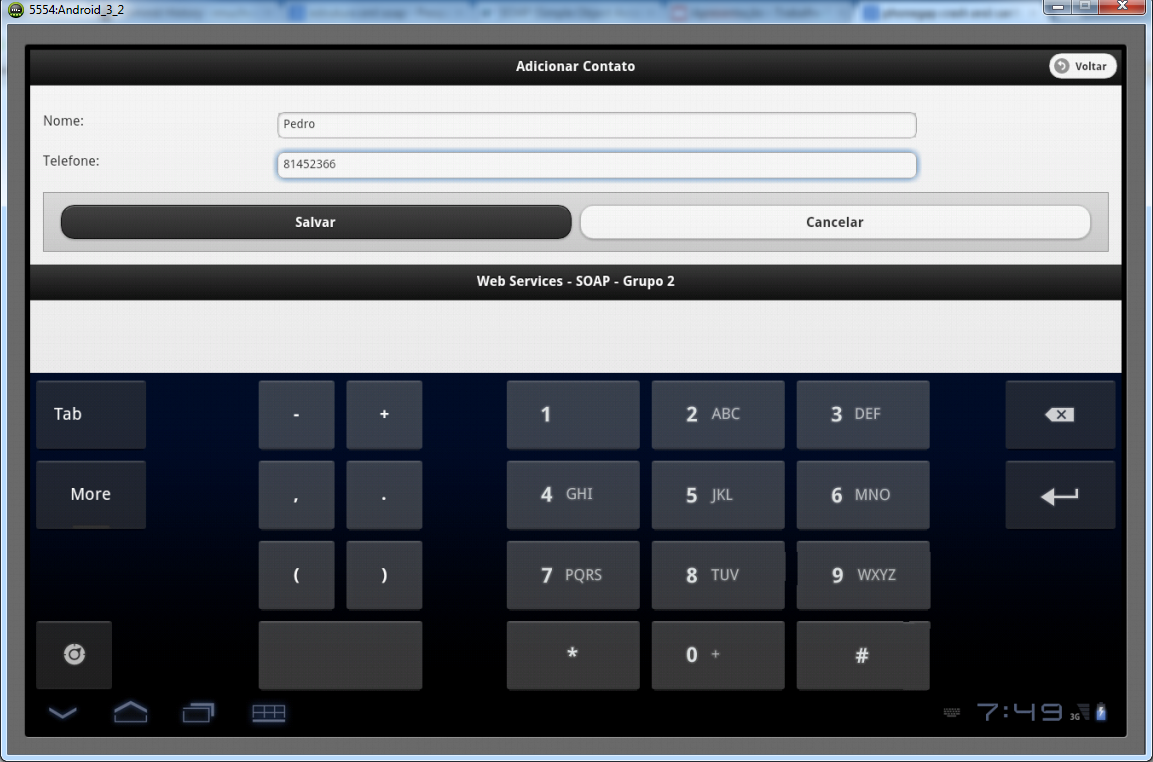 5554:Android_3_2
Adicionar Contato
Voltar
Nome:
Pedro
Telefone:
81452366
Salvar
Cancelar
Web Services - SOAP - Grupo 2
Tab - + 1 2 ABC 3 DEF
More , . 4 GHI 5 JKL 6 MNO
( ) 7 PQRS 8 TUV 9 WXYZ
* 0 + #
7:49 3G